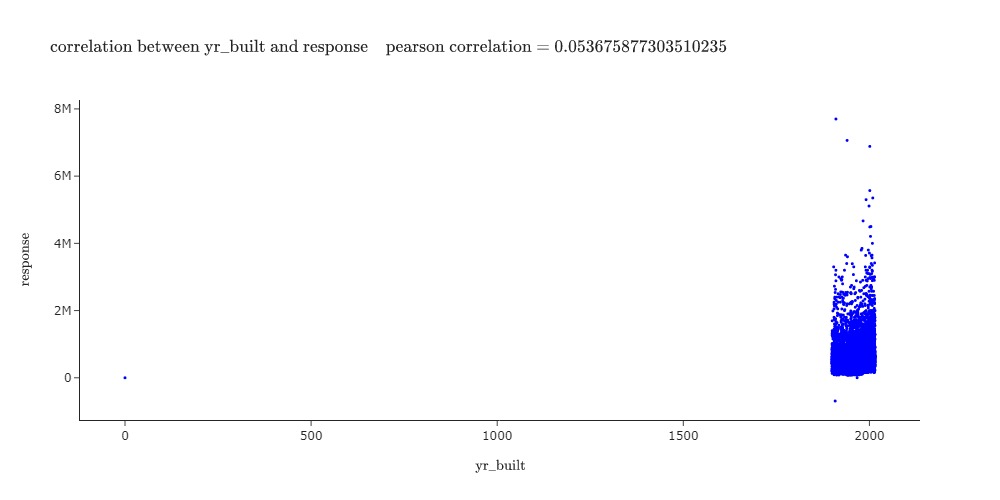 correlation between yr_built and response pearson correlation = 0.053675877303510235
8M
6M
4M
2M
0
response
0 500 1000 1500 2000
yr_built